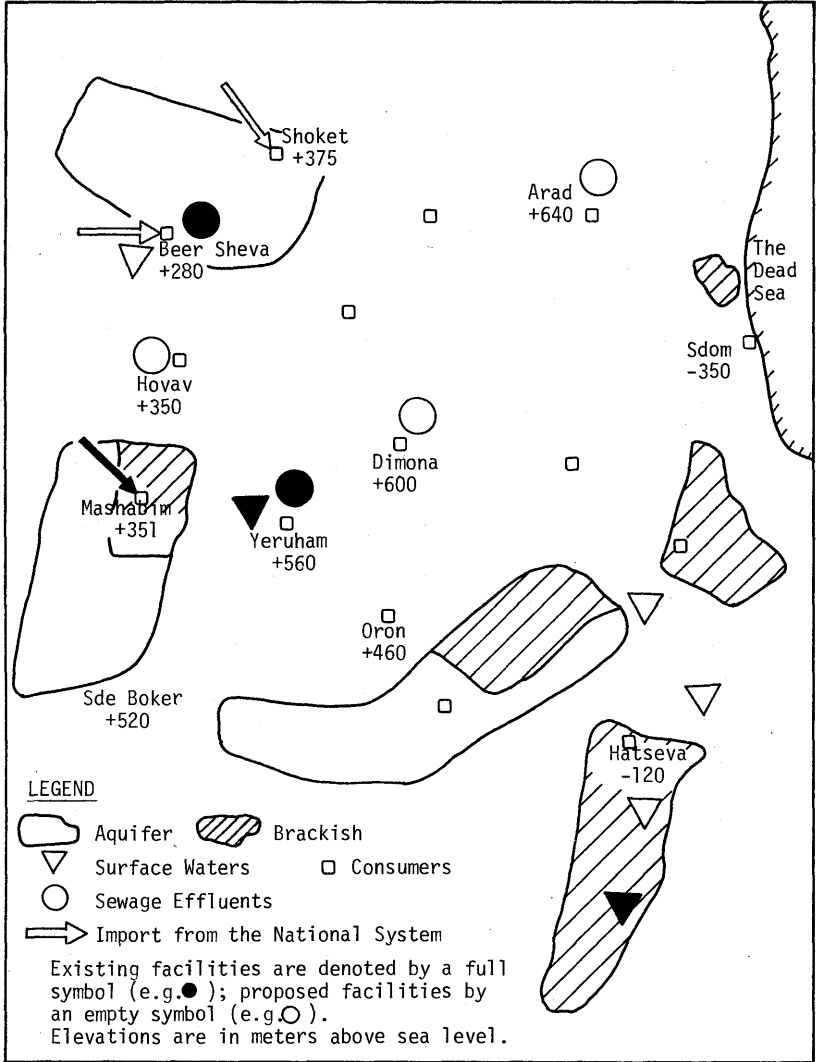 Shoket
+375
Arad
+640
Beer Sheva
+280
The
Dead
Sea
Sdom
-350
Hovav
+350
Dimona
+600
Mashabim
+351
Yeruham
+560
Oron
+460
Sde Boker
+520
Hatseva
-120
LEGEND
Aquifer
Brackish
Surface Waters
Consumers
Sewage Effluents
Import from the National System
Existing facilities are denoted by a full
symbol (e.g.● ); proposed facilities by
an empty symbol (e.g.○ ).
Elevations are in meters above sea level.